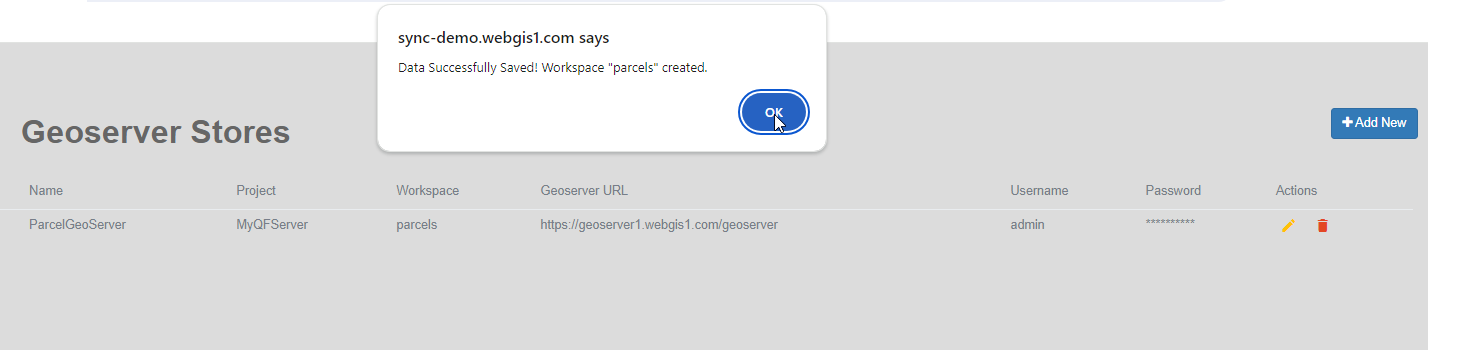 sync-demo.webgis1.com says
Data Successfully Saved! Workspace "parcels" created.
OK
Geoserver Stores
Add New
Name Project Workspace Geoserver URL Username Password Actions
ParcelGeoServer MyQFServer parcels https://geoserver1.webgis1.com/geoserver admin **********